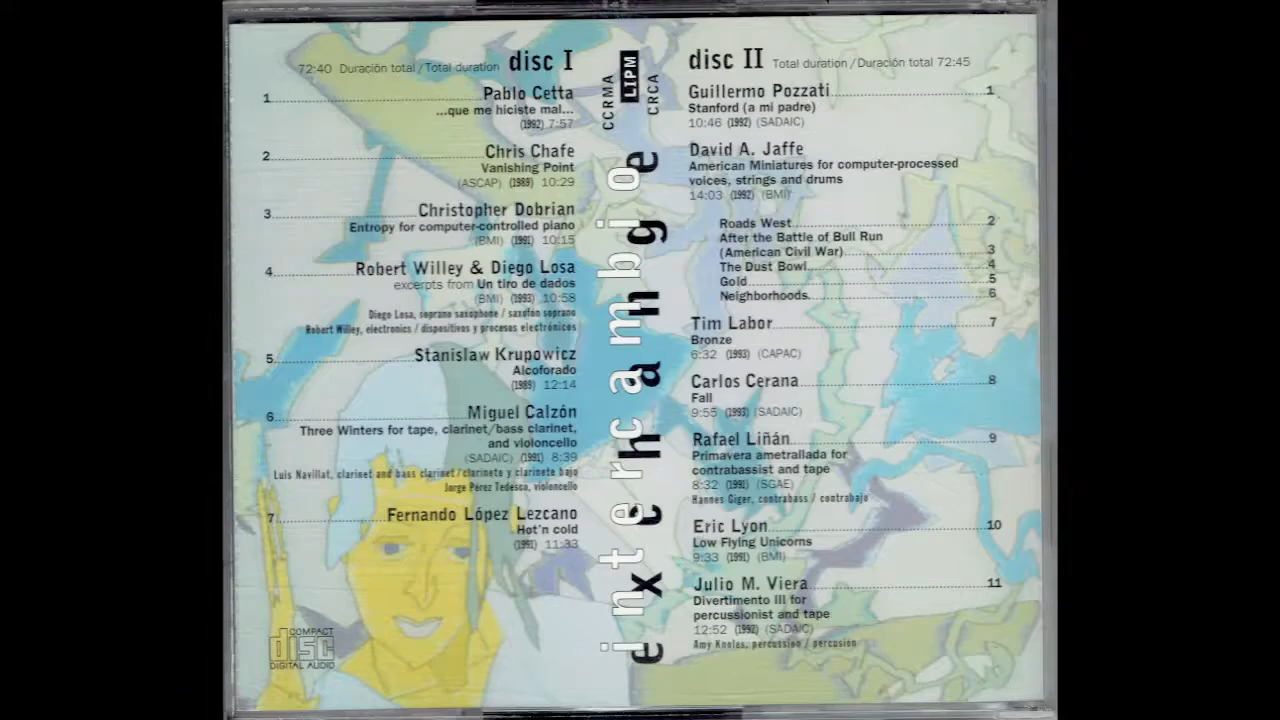 72:40 Duración total / Total duration disc I
1 Pablo Cetta
...que me hiciste mal...
(1992) 7:57
2 Chris Chafe
Vanishing Point
(ASCAP) (1989) 10:29
3 Christopher Dobrian
Entropy for computer-controlled piano
(BMI) (1991) 10:15
4 Robert Willey & Diego Losa
excerpts from Un tiro de dados
(BMI) (1993) 10:58
Diego Losa, soprano saxophone / saxofón soprano
Robert Willey, electronics / dispositivos y procesos electrónicos
5 Stanislaw Krupowicz
Alcoforado
(1989) 12:14
6 Miguel Calzón
Three Winters for tape, clarinet/bass clarinet,
and violoncello
(SADAIC) (1991) 8:39
Luis Navillat, clarinet and bass clarinet / clarinete y clarinete bajo
Jorge Pérez Tedesco, violoncello
7 Fernando López Lezcano
Hot'n cold
(1991) 11:33
COMPACT
disc
DIGITAL AUDIO
CCRMA
LIPM
CRCA
intercambio
exchange
disc II Total duration / Duración total 72:45
Guillermo Pozzati 1
Stanford (a mi padre)
10:46 (1992) (SADAIC)
David A. Jaffe
American Miniatures for computer-processed
voices, strings and drums
14:03 (1992) (BMI)
Roads West 2
After the Battle of Bull Run
(American Civil War) 3
The Dust Bowl 4
Gold 5
Neighborhoods 6
Tim Labor 7
Bronze
6:32 (1993) (CAPAC)
Carlos Cerana 8
Fall
9:55 (1993) (SADAIC)
Rafael Liñán 9
Primavera ametrallada for
contrabassist and tape
8:32 (1991) (SGAE)
Hannes Giger, contrabass / contrabajo
Eric Lyon 10
Low Flying Unicorns
9:33 (1991) (BMI)
Julio M. Viera 11
Divertimento III for
percussionist and tape
12:52 (1992) (SADAIC)
Amy Knoles, percussion / percusión